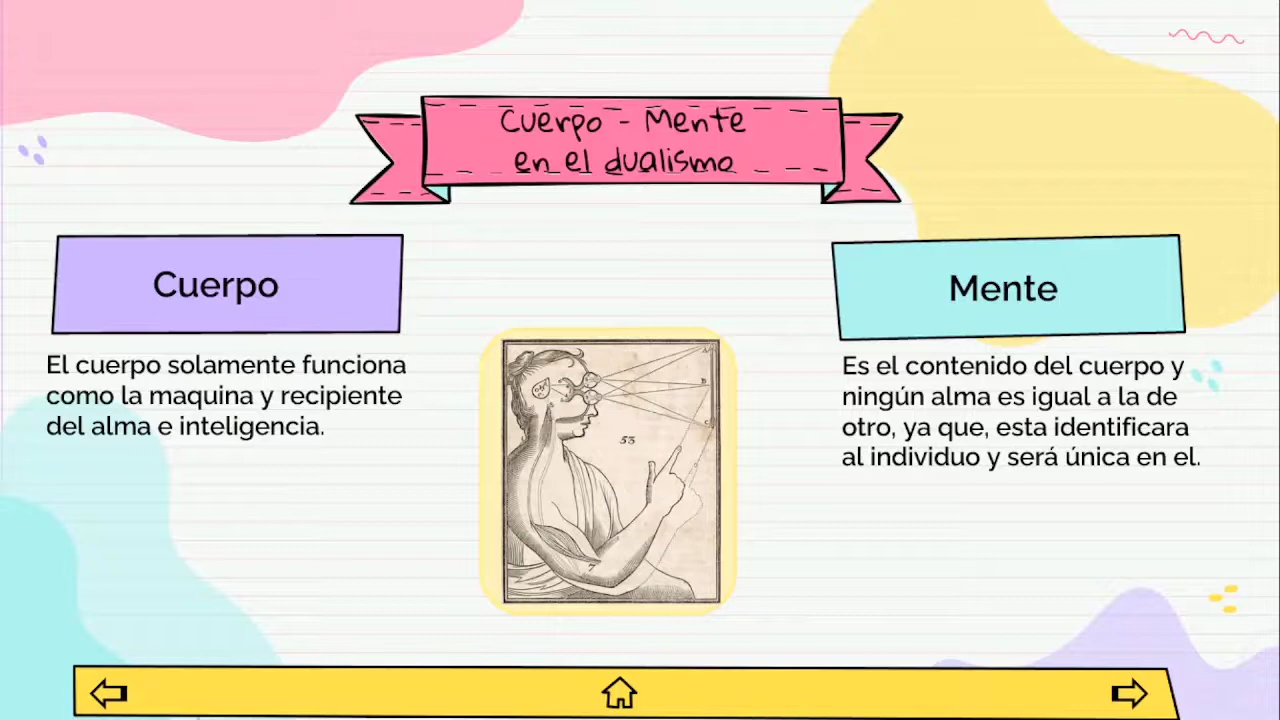 Cuerpo - Mente
en el dualismo
Cuerpo
El cuerpo solamente funciona
como la maquina y recipiente
del alma e inteligencia.
Mente
Es el contenido del cuerpo y
ningún alma es igual a la de
otro, ya que, esta identificara
al individuo y será única en el.
53